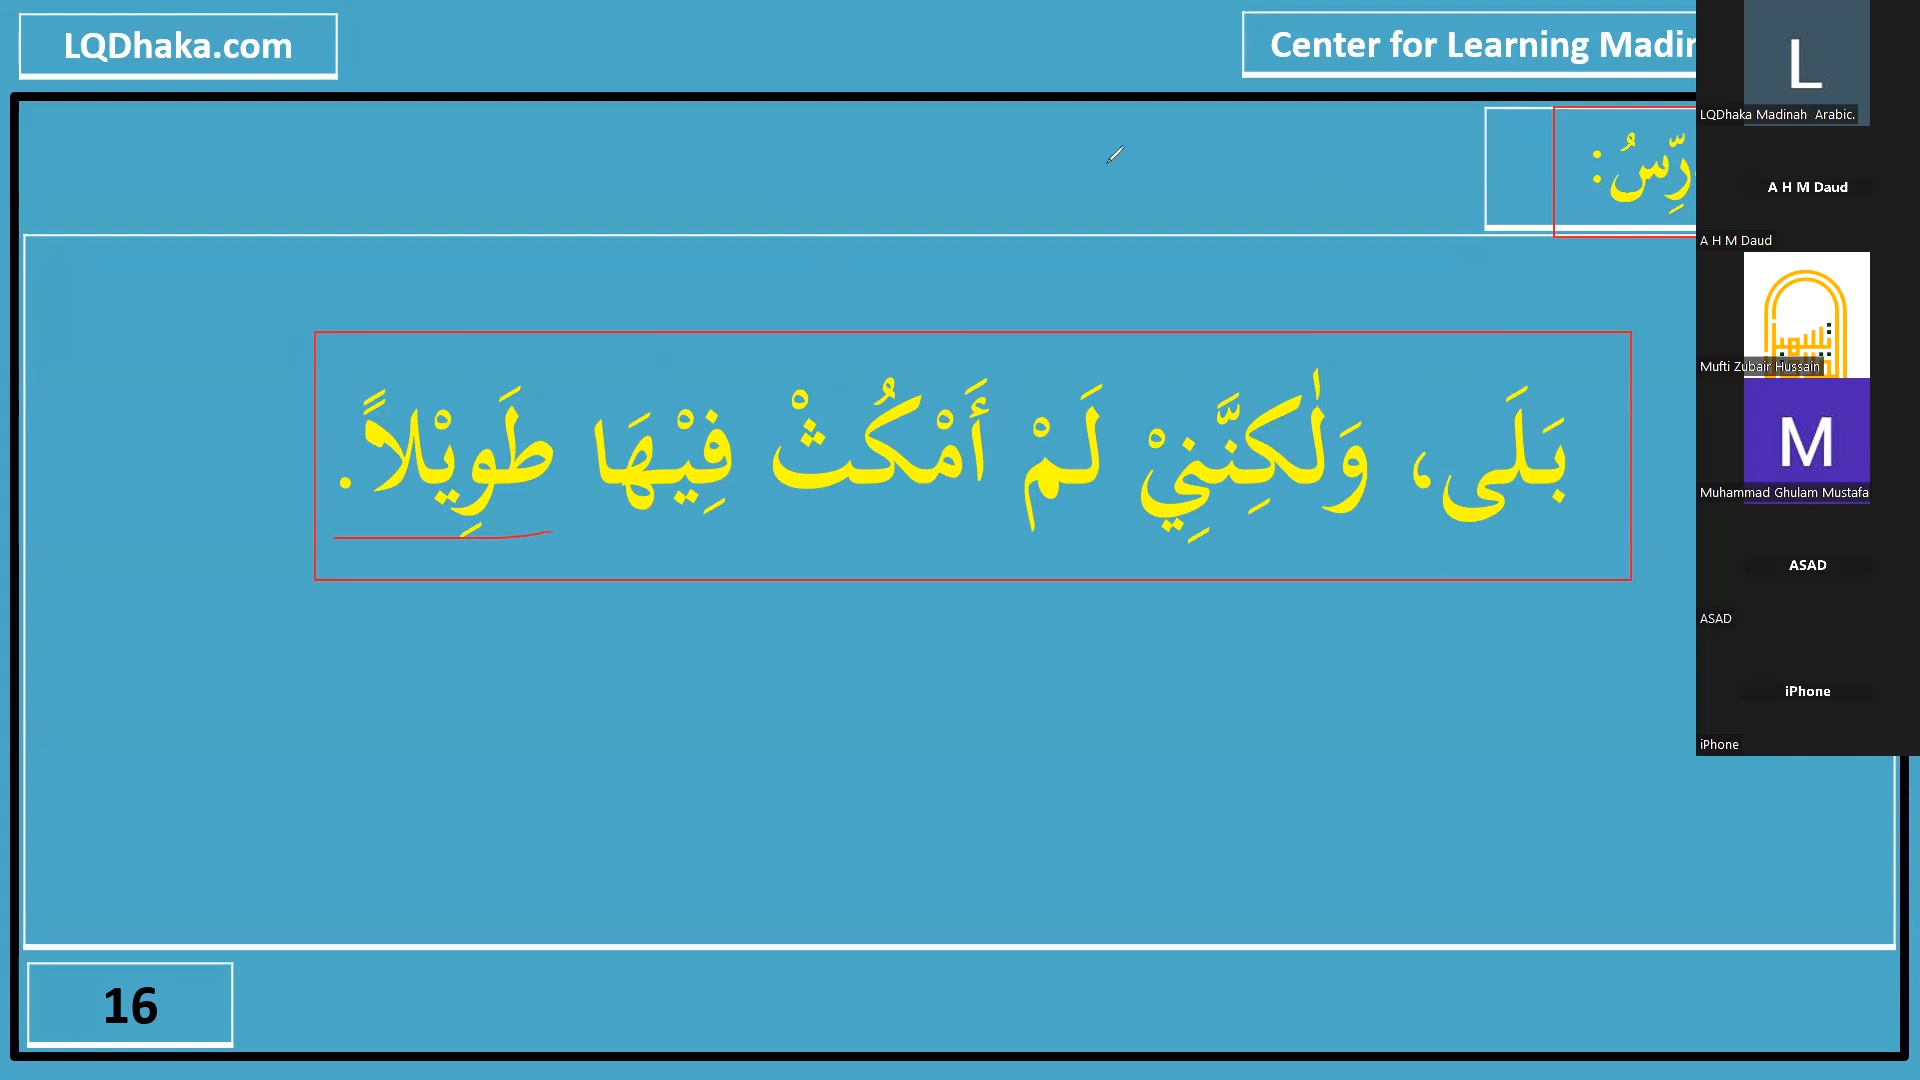 LQDhaka.com
Center for Learning
رِّسُ:
بَلَى، وَلٰكِنَّنِيْ لَمْ أَمْكُثْ فِيْهَا طَوِيْلاً.
16
L
LQDhaka Madinah Arabic.
A H M Daud
A H M Daud
Mufti Zubair Hussain
M
Muhammad Ghulam Mustafa
ASAD
ASAD
iPhone
iPhone